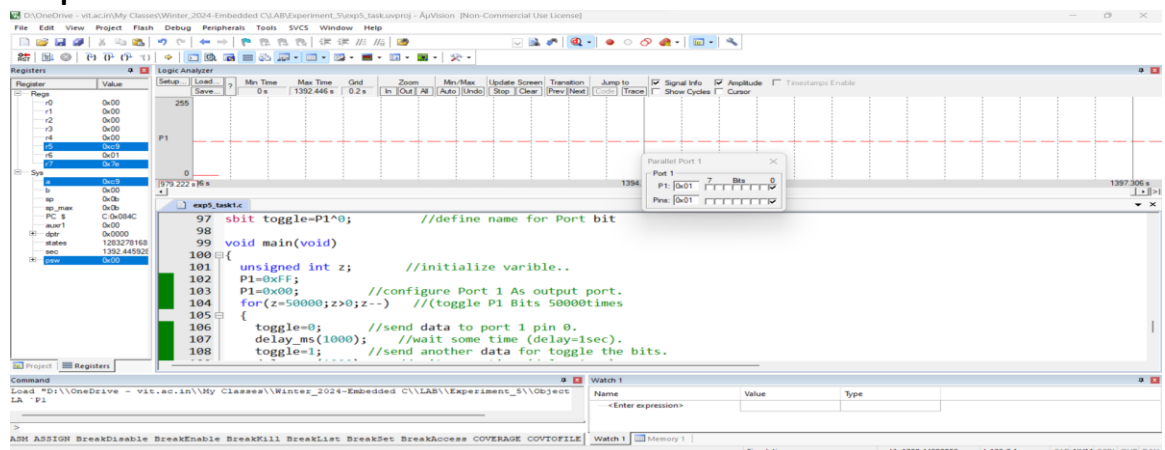 D:\OneDrive - vit.ac.in\My Classes\Winter_2024-Embedded C\LAB\Experiment_5\exp5_task.uvproj - ÂµVision [Non-Commercial Use License]
File Edit View Project Flash Debug Peripherals Tools SVCS Window Help
Registers
Register Value
Regs
r0 0x00
r1 0x00
r2 0x00
r3 0x00
r4 0x00
r5 0xc9
r6 0x01
r7 0x7e
Sys
a 0xc9
b 0x00
sp 0x0b
sp_max 0x0b
PC $ C:0x084C
auxr1 0x00
dptr 0x0000
states 1283278168
sec 1392.445928
psw 0x00
Project Registers
Logic Analyzer
Setup... Load... Min Time Max Time Grid Zoom Min/Max Update Screen Transition Jump to Signal Info Amplitude Timestamps Enable
Save... ? 0 s 1392.446 s 0.2 s In Out All Auto Undo Stop Clear Prev Next Code Trace Show Cycles Cursor
255
P1
0
1394. 1397.306 s
Parallel Port 1
Port 1
P1: 0x01 7 Bits 0
Pins: 0x01
exp5_task1.c
97 sbit toggle=P1^0; //define name for Port bit
98
99 void main(void)
100 {
101 unsigned int z; //initialize varible..
102 P1=0xFF;
103 P1=0x00; //configure Port 1 As output port.
104 for(z=50000;z>0;z--) //(toggle P1 Bits 50000times
105 {
106 toggle=0; //send data to port 1 pin 0.
107 delay_ms(1000); //wait some time (delay=1sec).
108 toggle=1; //send another data for toggle the bits.
Command
Load "D:\\OneDrive - vit.ac.in\\My Classes\\Winter_2024-Embedded C\\LAB\\Experiment_5\\Object
LA `P1
>
ASM ASSIGN BreakDisable BreakEnable BreakKill BreakList BreakSet BreakAccess COVERAGE COVTOFILE
Watch 1
Name Value Type
<Enter expression>
Watch 1 Memory 1